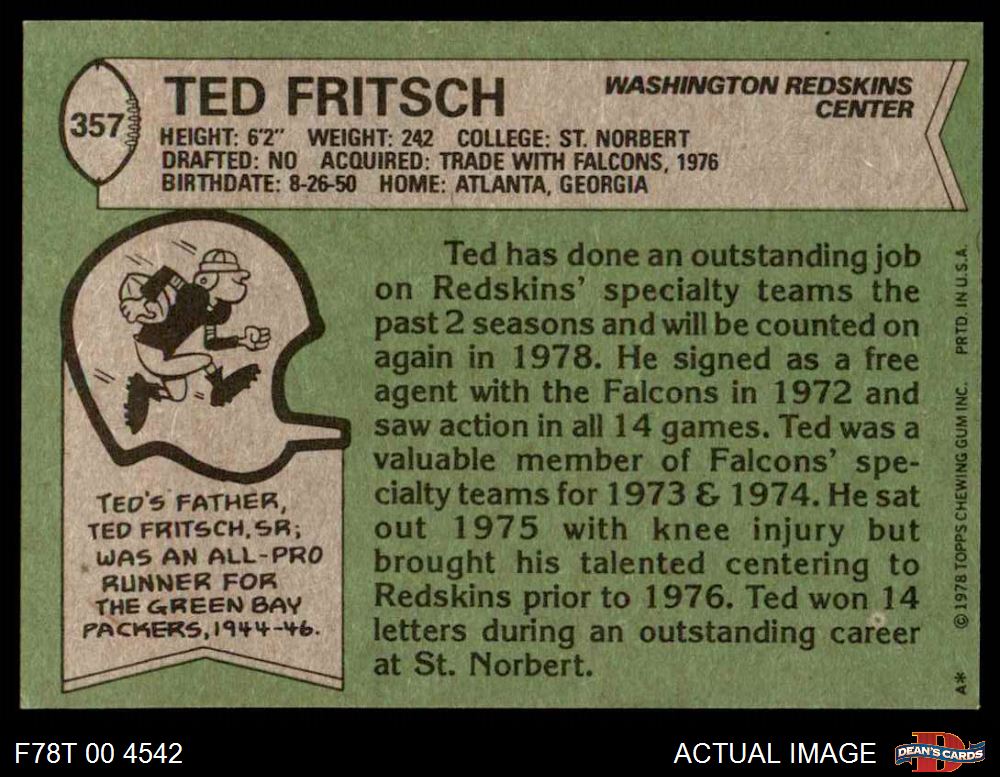 357
TED FRITSCH
WASHINGTON REDSKINS
CENTER
HEIGHT: 6'2" WEIGHT: 242 COLLEGE: ST. NORBERT
DRAFTED: NO ACQUIRED: TRADE WITH FALCONS, 1976
BIRTHDATE: 8-26-50 HOME: ATLANTA, GEORGIA
TED'S FATHER,
TED FRITSCH, SR;
WAS AN ALL-PRO
RUNNER FOR
THE GREEN BAY
PACKERS, 1944-46.
Ted has done an outstanding job
on Redskins' specialty teams the
past 2 seasons and will be counted on
again in 1978. He signed as a free
agent with the Falcons in 1972 and
saw action in all 14 games. Ted was a
valuable member of Falcons' spe-
cialty teams for 1973 & 1974. He sat
out 1975 with knee injury but
brought his talented centering to
Redskins prior to 1976. Ted won 14
letters during an outstanding career
at St. Norbert.
A* © 1978 TOPPS CHEWING GUM INC. PRTD. IN U.S.A.
F78T 00 4542
ACTUAL IMAGE
D
DEAN'S CARDS